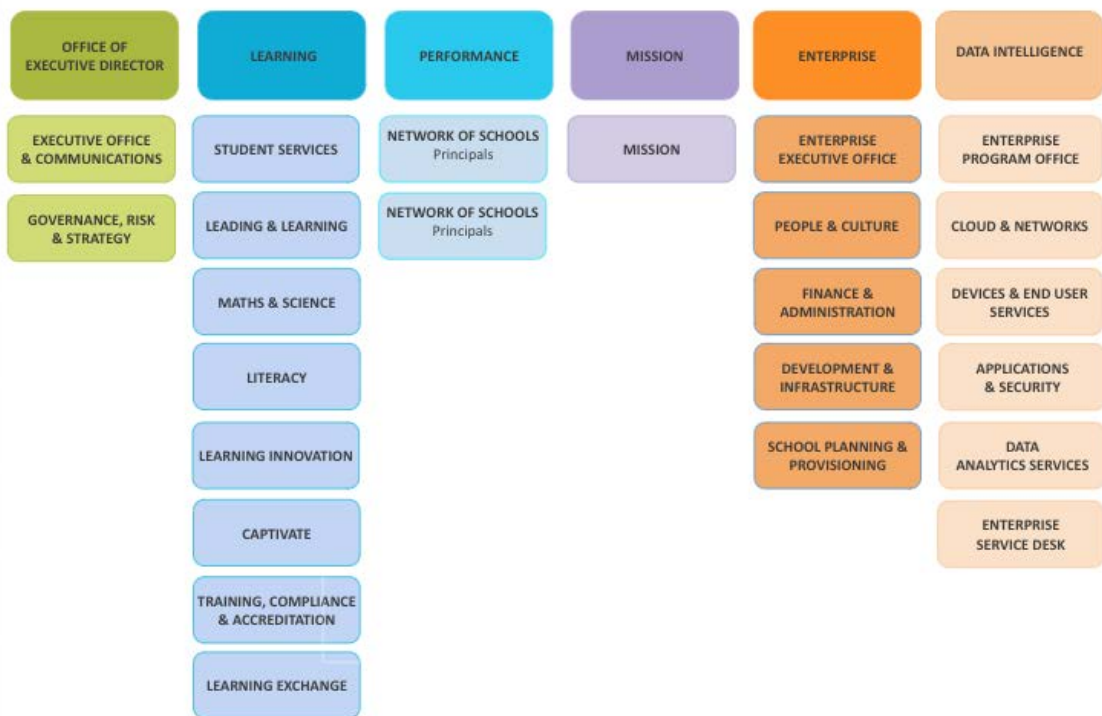 OFFICE OF
EXECUTIVE DIRECTOR
LEARNING
PERFORMANCE
MISSION
ENTERPRISE
DATA INTELLIGENCE
EXECUTIVE OFFICE
& COMMUNICATIONS
GOVERNANCE, RISK
& STRATEGY
STUDENT SERVICES
LEADING & LEARNING
MATHS & SCIENCE
LITERACY
LEARNING INNOVATION
CAPTIVATE
TRAINING, COMPLIANCE
& ACCREDITATION
LEARNING EXCHANGE
NETWORK OF SCHOOLS
Principals
NETWORK OF SCHOOLS
Principals
MISSION
ENTERPRISE
EXECUTIVE OFFICE
PEOPLE & CULTURE
FINANCE &
ADMINISTRATION
DEVELOPMENT &
INFRASTRUCTURE
SCHOOL PLANNING &
PROVISIONING
ENTERPRISE
PROGRAM OFFICE
CLOUD & NETWORKS
DEVICES & END USER
SERVICES
APPLICATIONS
& SECURITY
DATA
ANALYTICS SERVICES
ENTERPRISE
SERVICE DESK